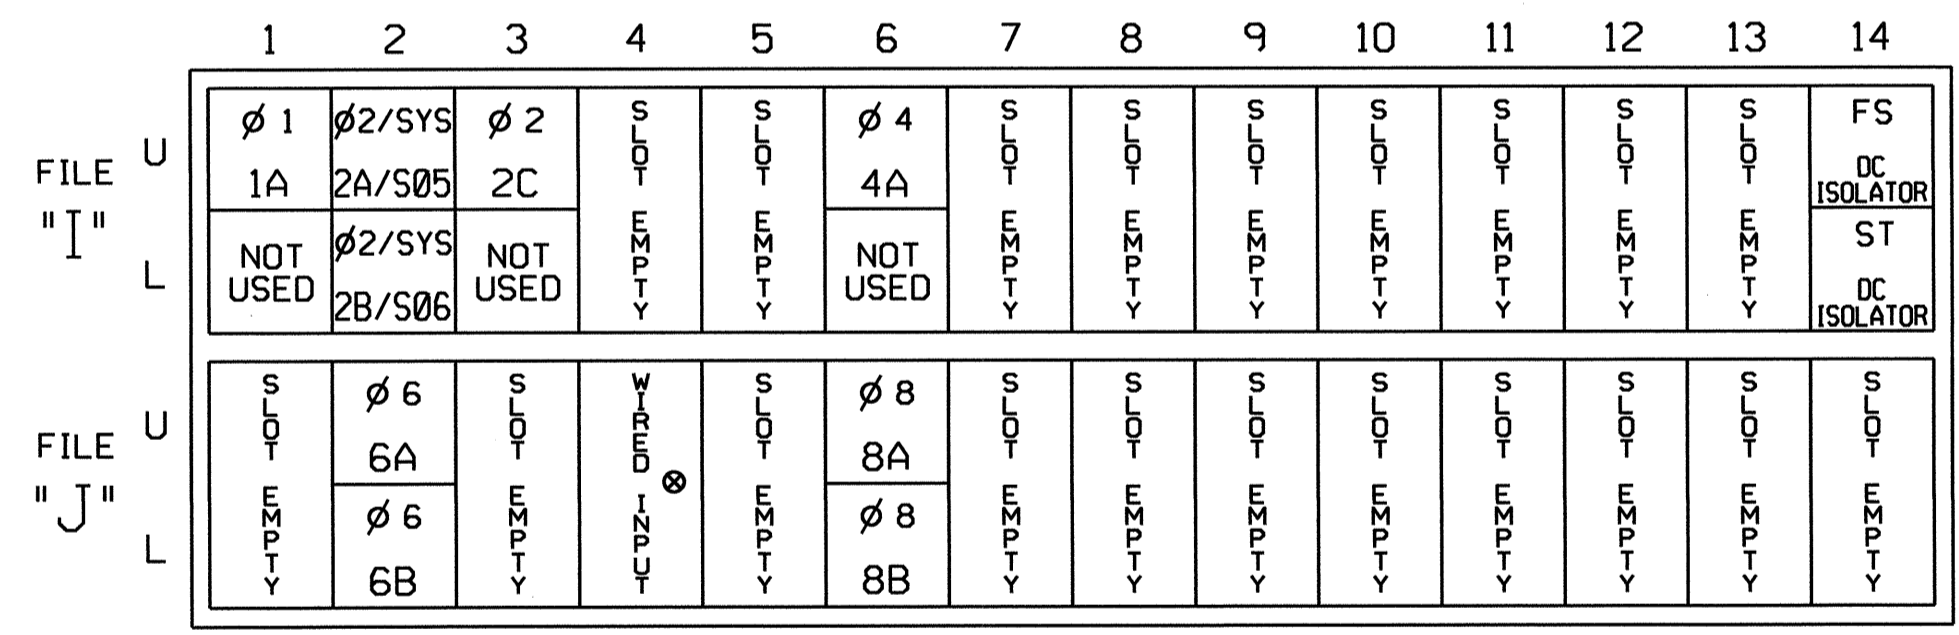 1 2 3 4 5 6 7 8 9 10 11 12 13 14
FILE "I"
U
L
Ø 1
1A
NOT USED
Ø2/SYS
2A/SØ5
Ø2/SYS
2B/SØ6
Ø 2
2C
NOT USED
SLOT EMPTY
SLOT EMPTY
Ø 4
4A
NOT USED
SLOT EMPTY
SLOT EMPTY
SLOT EMPTY
SLOT EMPTY
SLOT EMPTY
SLOT EMPTY
SLOT EMPTY
FS
DC ISOLATOR
ST
DC ISOLATOR
FILE "J"
U
L
SLOT EMPTY
Ø 6
6A
Ø 6
6B
SLOT EMPTY
WIRED INPUT
⊗
SLOT EMPTY
Ø 8
8A
Ø 8
8B
SLOT EMPTY
SLOT EMPTY
SLOT EMPTY
SLOT EMPTY
SLOT EMPTY
SLOT EMPTY
SLOT EMPTY
SLOT EMPTY